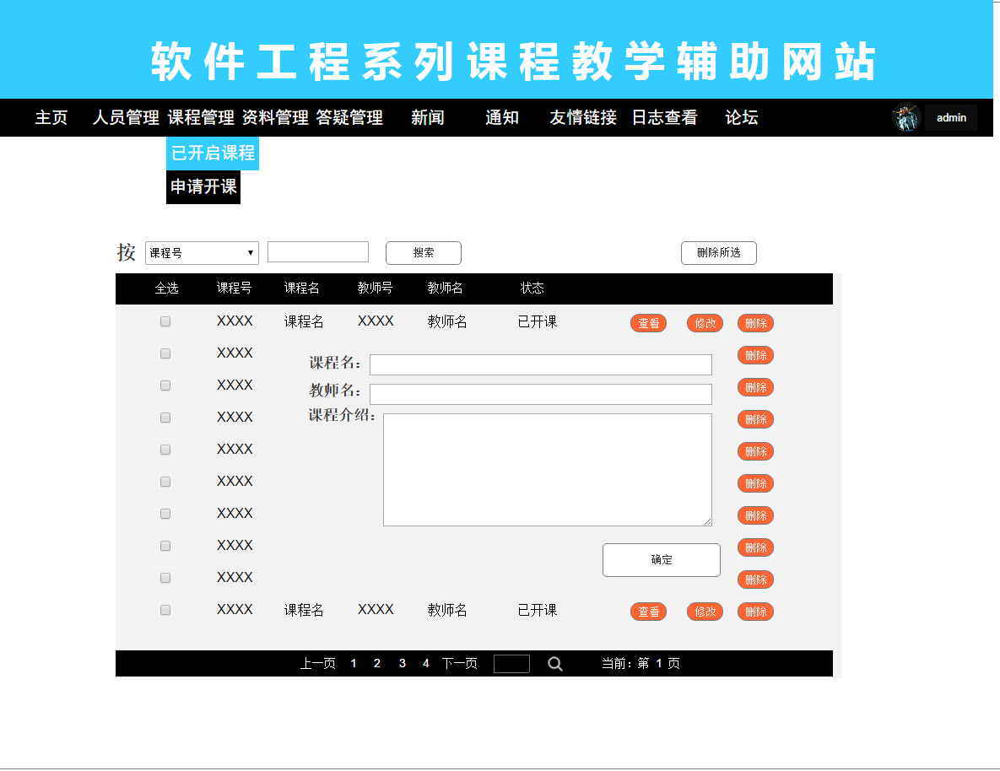 软件工程系列课程教学辅助网站
主页 人员管理 课程管理 资料管理 答疑管理 新闻 通知 友情链接 日志查看 论坛 admin
已开启课程
申请开课
按 课程号 搜索 删除所选
全选 课程号 课程名 教师号 教师名 状态
XXXX 课程名 XXXX 教师名 已开课 查看 修改 删除
XXXX 删除
课程名：
XXXX 删除
教师名：
XXXX 删除
课程介绍：
XXXX 删除
XXXX 删除
XXXX 删除
XXXX 删除
确定
XXXX 删除
XXXX 课程名 XXXX 教师名 已开课 查看 修改 删除
上一页 1 2 3 4 下一页 当前：第 1 页